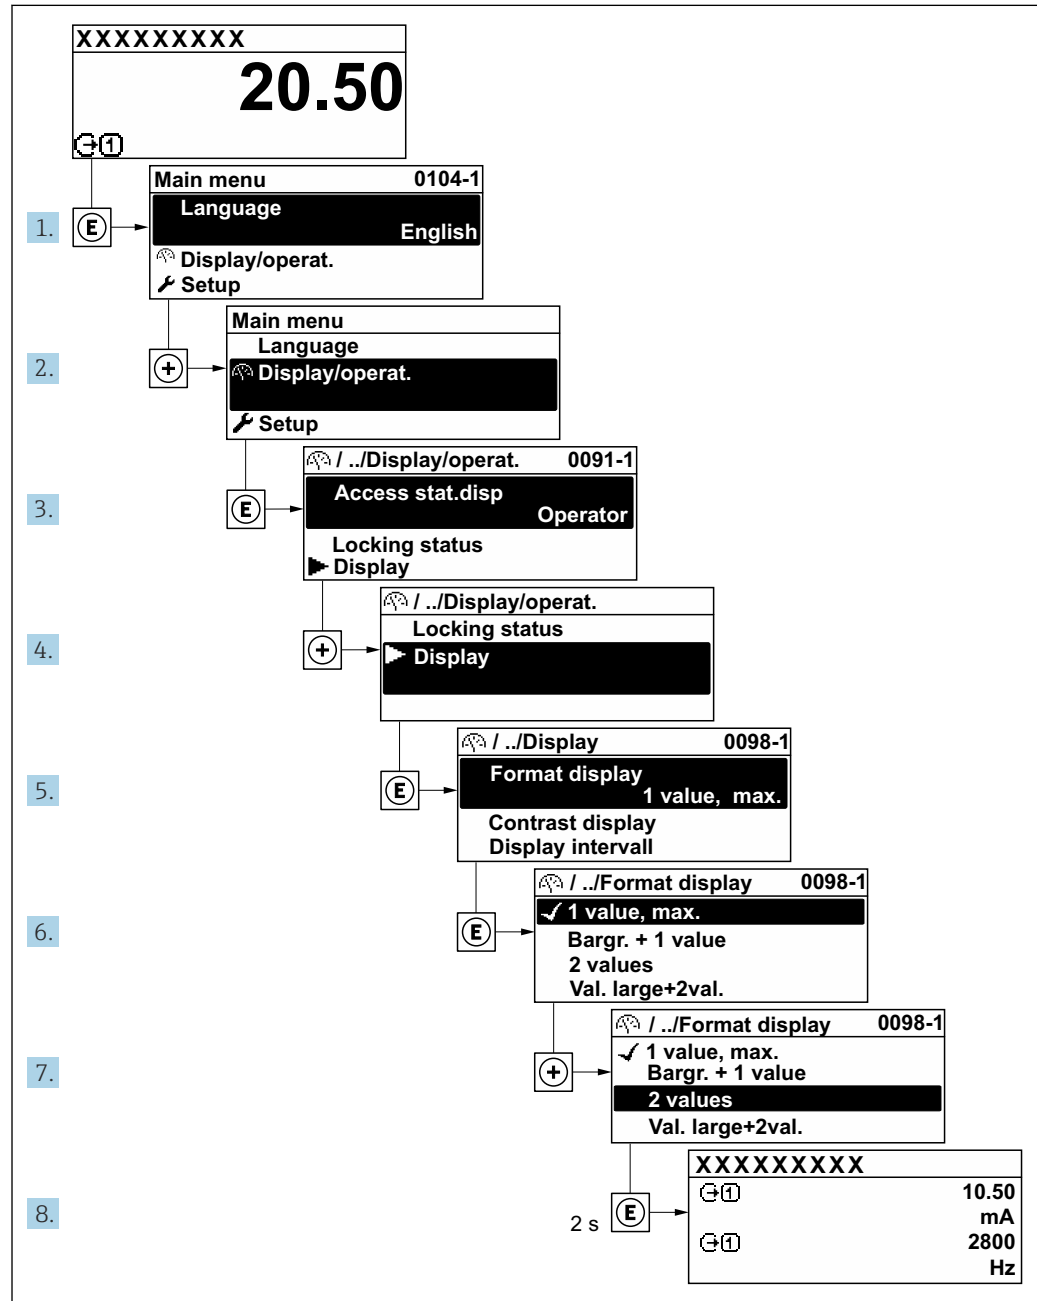 XXXXXXXXX
20.50
1
Main menu 0104-1
1. E Language
English
Display/operat.
Setup
Main menu
Language
2. + Display/operat.
Setup
/ ../Display/operat. 0091-1
3. E Access stat.disp
Operator
Locking status
Display
/ ../Display/operat.
Locking status
4. + Display
/ ../Display 0098-1
5. E Format display
1 value, max.
Contrast display
Display intervall
/ ../Format display 0098-1
6. E 1 value, max.
Bargr. + 1 value
2 values
Val. large+2val.
/ ../Format display 0098-1
7. + 1 value, max.
Bargr. + 1 value
2 values
Val. large+2val.
XXXXXXXXX
8. 2 s E 1 10.50
mA
1 2800
Hz